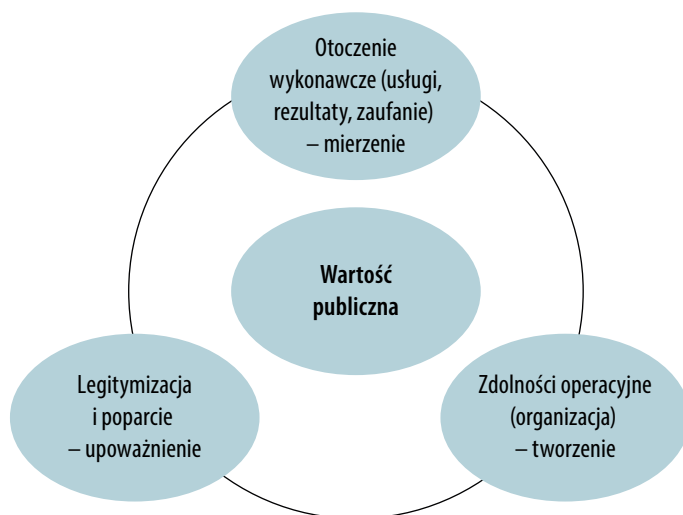 Otoczenie
wykonawcze (usługi,
rezultaty, zaufanie)
– mierzenie
Wartość
publiczna
Legitymizacja
i poparcie
– upoważnienie
Zdolności operacyjne
(organizacja)
– tworzenie